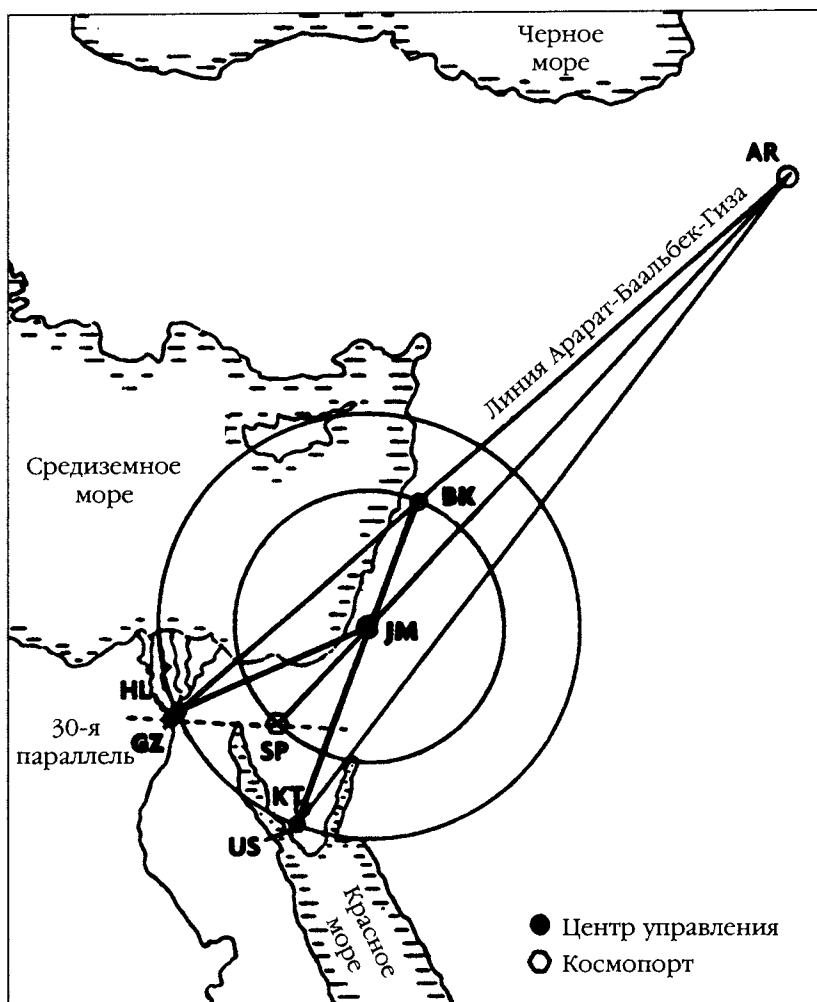 Черное
море
AR
Линия Арарат-Баальбек-Гиза
Средиземное
море
BK
JM
HL
30-я
параллель
GZ
SP
KT
US
Красное
море
Центр управления
Космопорт